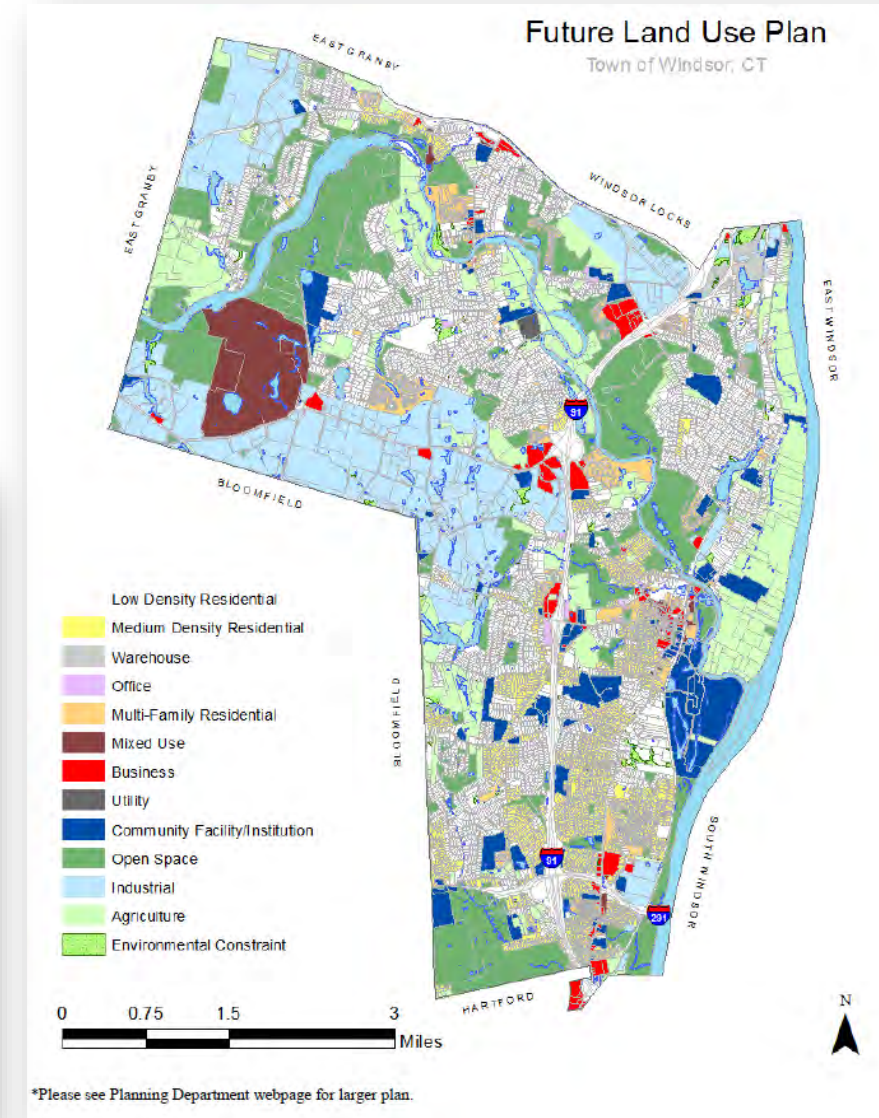 Future Land Use Plan
Town of Windsor, CT
EAST GRANBY
EAST GRANBY
WINDSOR LOCKS
EAST WINDSOR
91
BLOOMFIELD
BLOOMFIELD
SOUTH WINDSOR
91
291
HARTFORD
Low Density Residential
Medium Density Residential
Warehouse
Office
Multi-Family Residential
Mixed Use
Business
Utility
Community Facility/Institution
Open Space
Industrial
Agriculture
Environmental Constraint
0 0.75 1.5 3
Miles
N
*Please see Planning Department webpage for larger plan.